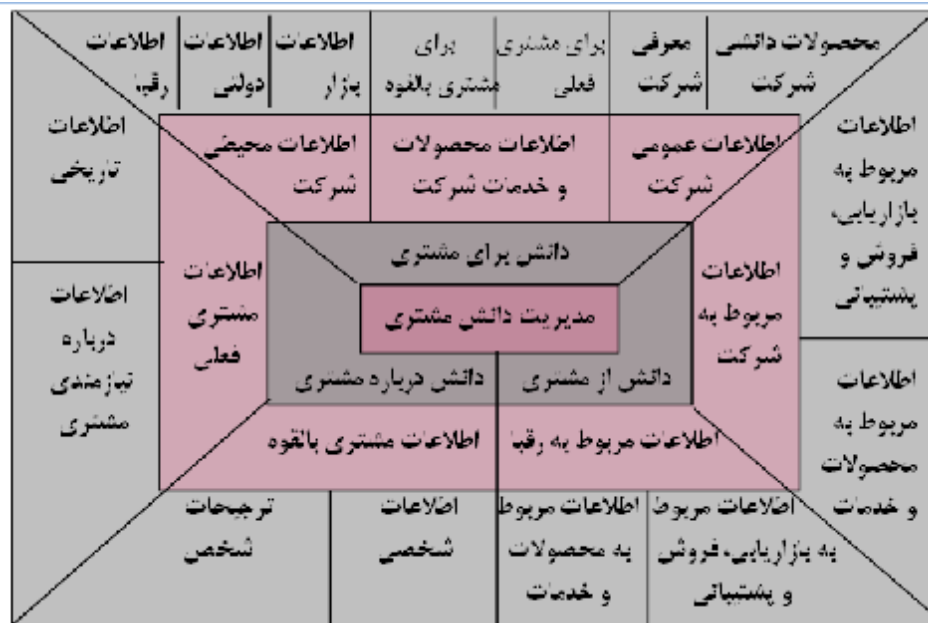 محصولات دانشی
شرکت
معرفی
شرکت
برای مشتری
فعلی
برای
مشتری بالقوه
اطلاعات
بازار
اطلاعات
دولتی
اطلاعات
رقبا
اطلاعات
مربوط به
بازاریابی،
فروش و
پشتیبانی
اطلاعات عمومی
شرکت
اطلاعات محصولات
و خدمات شرکت
اطلاعات محیطی
شرکت
اطلاعات
تاریخی
دانش برای مشتری
اطلاعات
مربوط به
شرکت
مدیریت دانش مشتری
اطلاعات
مشتری
فعلی
اطلاعات
درباره
نیازمندی
مشتری
دانش از مشتری
دانش درباره مشتری
اطلاعات
مربوط به
محصولات
و خدمات
اطلاعات مربوط به رقبا
اطلاعات مشتری بالقوه
اطلاعات مربوط
به بازاریابی، فروش
و پشتیبانی
اطلاعات مربوط
به محصولات
و خدمات
اطلاعات
شخصی
ترجیحات
شخص